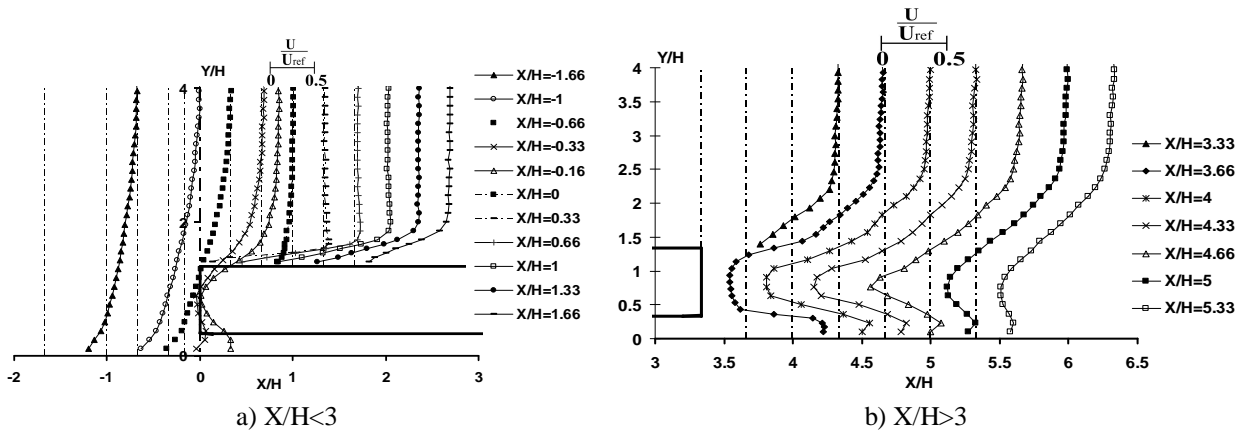 U
Uref
0 0.5
Y/H
4
2
0
-2 -1 0 1 2 3
X/H
X/H=-1.66
X/H=-1
X/H=-0.66
X/H=-0.33
X/H=-0.16
X/H=0
X/H=0.33
X/H=0.66
X/H=1
X/H=1.33
X/H=1.66
a) X/H<3
U
Uref
0 0.5
Y/H
4
3.5
3
2.5
2
1.5
1
0.5
0
3 3.5 4 4.5 5 5.5 6 6.5
X/H
X/H=3.33
X/H=3.66
X/H=4
X/H=4.33
X/H=4.66
X/H=5
X/H=5.33
b) X/H>3